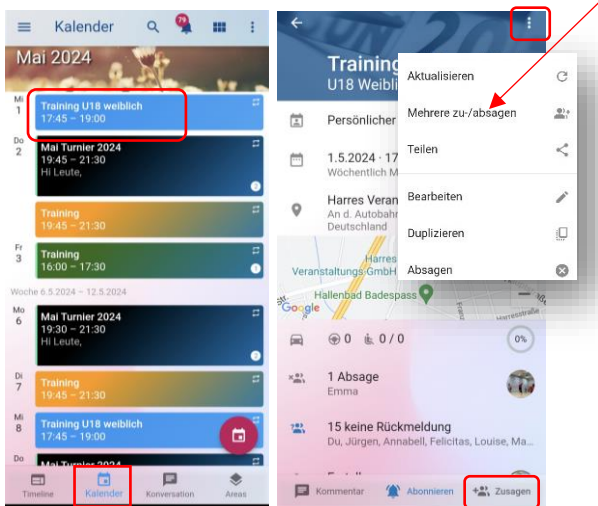 Kalender
79
Mai 2024
Mi
1
Training U18 weiblich
17:45 – 19:00
Do
2
Mai Turnier 2024
19:45 – 21:30
Hi Leute,
Training
19:45 – 21:30
Fr
3
Training
16:00 – 17:30
Woche 6.5.2024 – 12.5.2024
Mo
6
Mai Turnier 2024
19:30 – 21:30
Hi Leute,
Di
7
Training
19:45 – 21:30
Mi
8
Training U18 weiblich
17:45 – 19:00
Do
Mai Turnier 2024
Timeline
Kalender
Konversation
Areas
Training
U18 Weibli
Aktualisieren
Mehrere zu-/absagen
Teilen
Bearbeiten
Duplizieren
Absagen
Persönlicher
1.5.2024 · 17
Wöchentlich M
Harres Veran
An d. Autobahn
Deutschland
Harres
Veranstaltungs-GmbH
Hallenbad Badespass
Google
0
0 / 0
0%
1 Absage
Emma
15 keine Rückmeldung
Du, Jürgen, Annabell, Felicitas, Louise, Ma...
Kommentar
Abonnieren
Zusagen